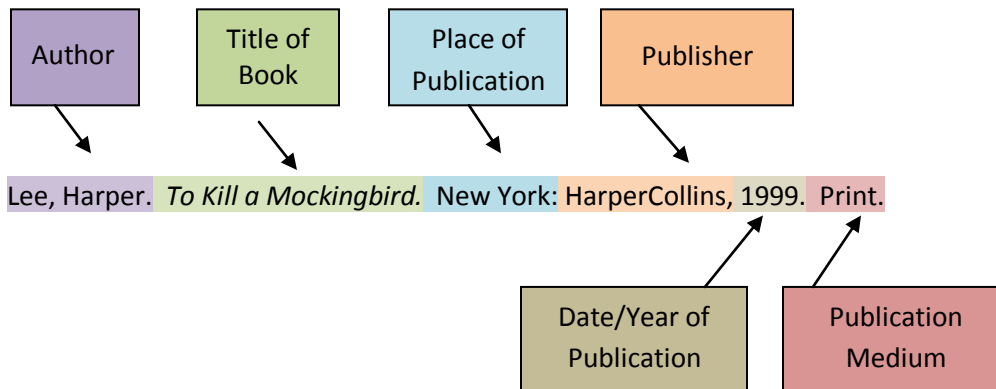 Author
Title of
Book
Place of
Publication
Publisher
Lee, Harper. To Kill a Mockingbird. New York: HarperCollins, 1999. Print.
Date/Year of
Publication
Publication
Medium